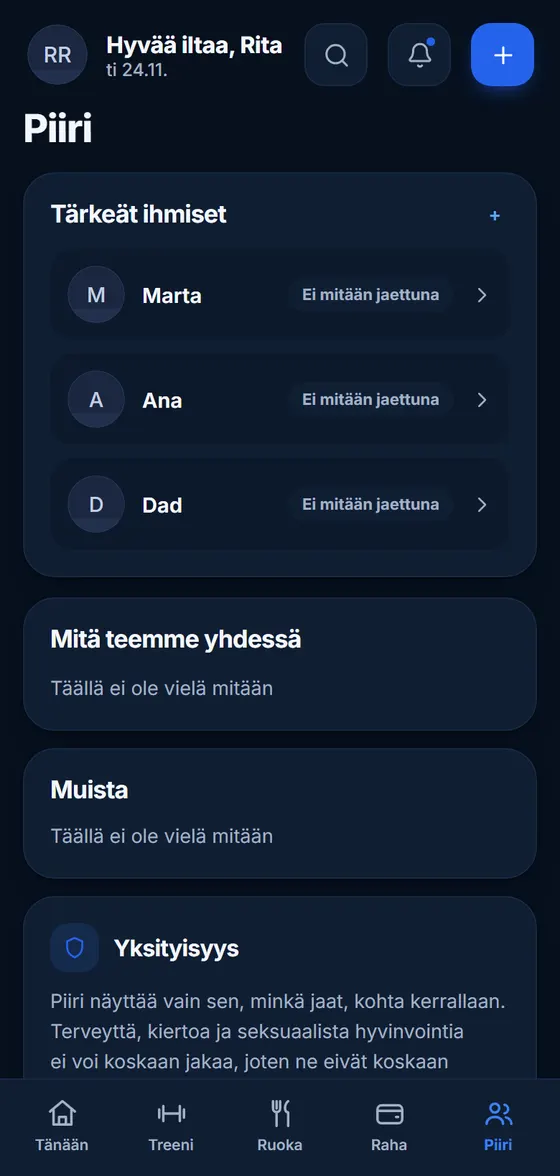 RR
Hyvää iltaa, Rita
ti 24.11.
+
Piiri
Tärkeät ihmiset
+
M
Marta
Ei mitään jaettuna
A
Ana
Ei mitään jaettuna
D
Dad
Ei mitään jaettuna
Mitä teemme yhdessä
Täällä ei ole vielä mitään
Muista
Täällä ei ole vielä mitään
Yksityisyys
Piiri näyttää vain sen, minkä jaat, kohta kerrallaan.
Terveyttä, kiertoa ja seksuaalista hyvinvointia
ei voi koskaan jakaa, joten ne eivät koskaan
Tänään
Treeni
Ruoka
Raha
Piiri